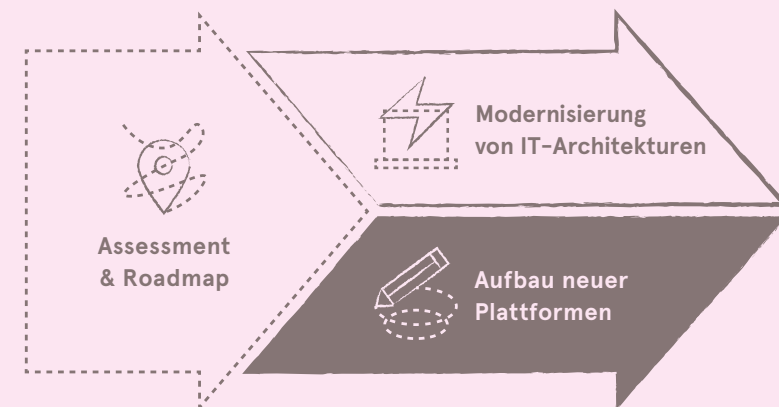 Assessment
& Roadmap
Modernisierung
von IT-Architekturen
Aufbau neuer
Plattformen